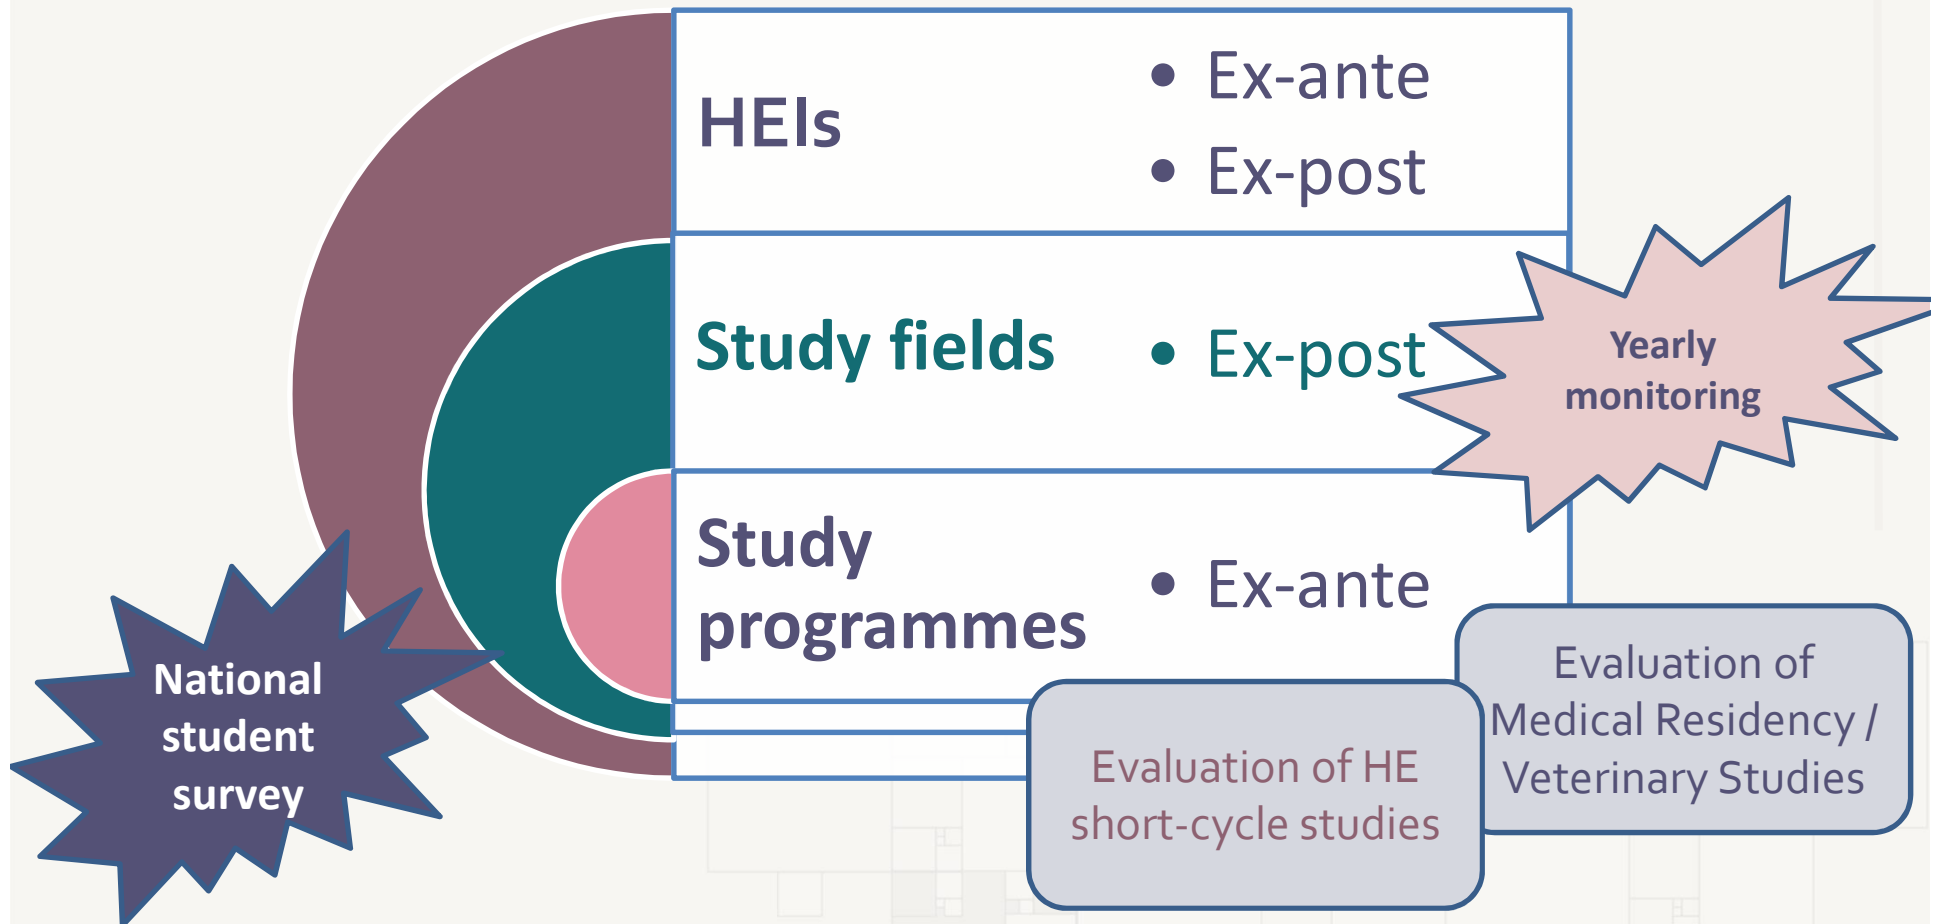 HEIs
• Ex-ante
• Ex-post
Study fields
• Ex-post
Yearly
monitoring
Study
programmes
• Ex-ante
National
student
survey
Evaluation of
Medical Residency /
Veterinary Studies
Evaluation of HE
short-cycle studies